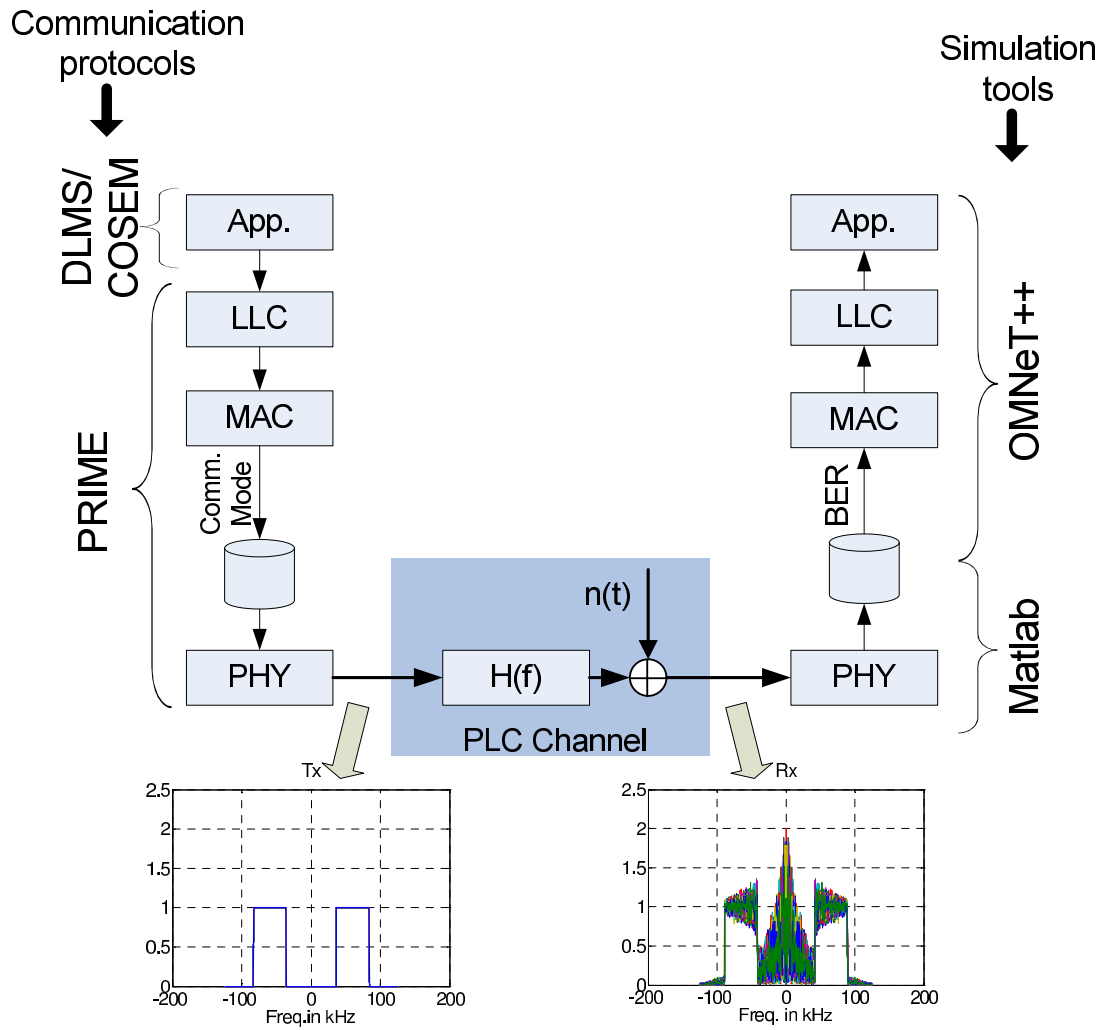 Communication
protocols
Simulation
tools
DLMS/
COSEM
PRIME
App.
LLC
MAC
Comm.
Mode
PHY
H(f)
n(t)
PLC Channel
App.
LLC
MAC
BER
PHY
OMNeT++
Matlab
Tx
2.5
2
1.5
1
0.5
0
-200
-100
0
100
200
Freq.in kHz
Rx
2.5
2
1.5
1
0.5
0
-200
-100
0
100
200
Freq. in kHz